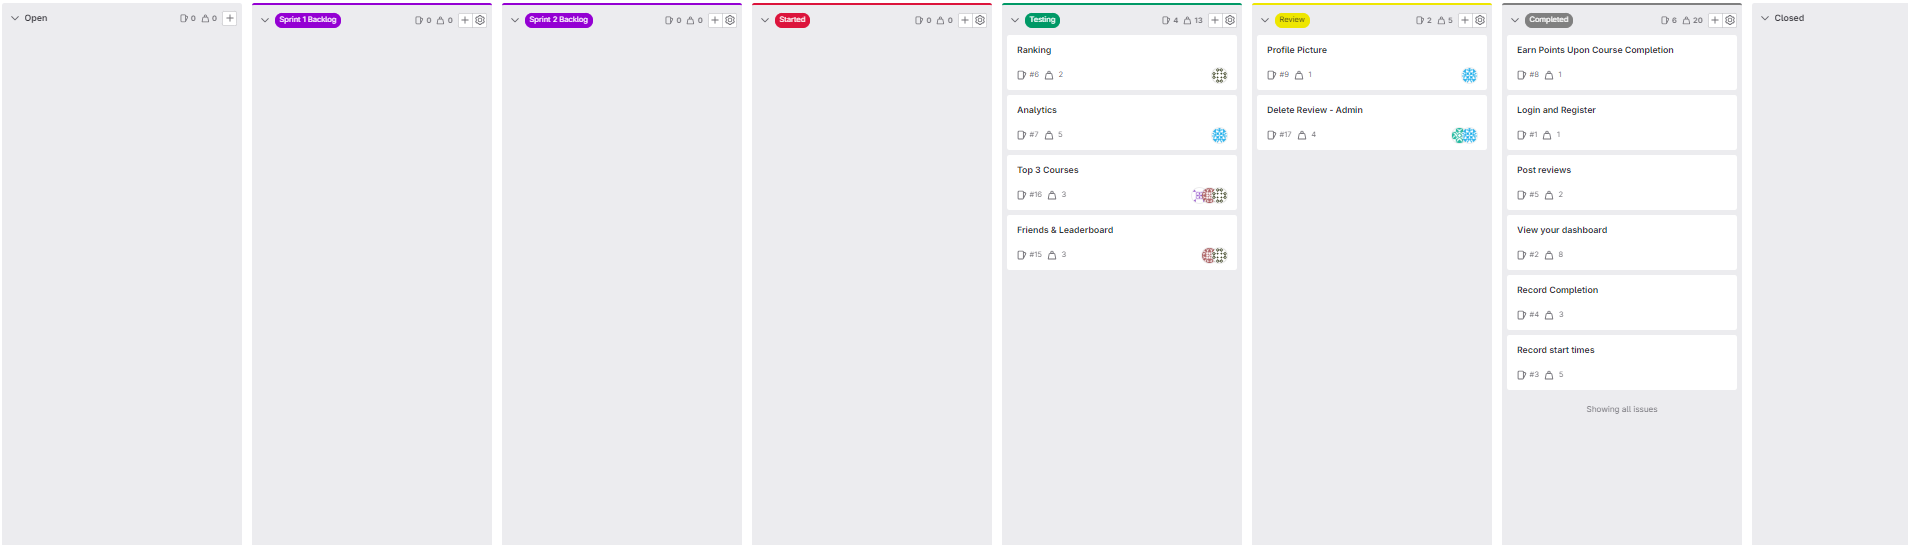 Open 0 0
Sprint 1 Backlog 0 0
Sprint 2 Backlog 0 0
Started 0 0
Testing 4 13
Ranking
#6 2
Analytics
#7 5
Top 3 Courses
#16 3
Friends & Leaderboard
#15 3
Review 2 5
Profile Picture
#9 1
Delete Review - Admin
#17 4
Completed 6 20
Earn Points Upon Course Completion
#8 1
Login and Register
#1 1
Post reviews
#5 2
View your dashboard
#2 8
Record Completion
#4 3
Record start times
#3 5
Showing all issues
Closed